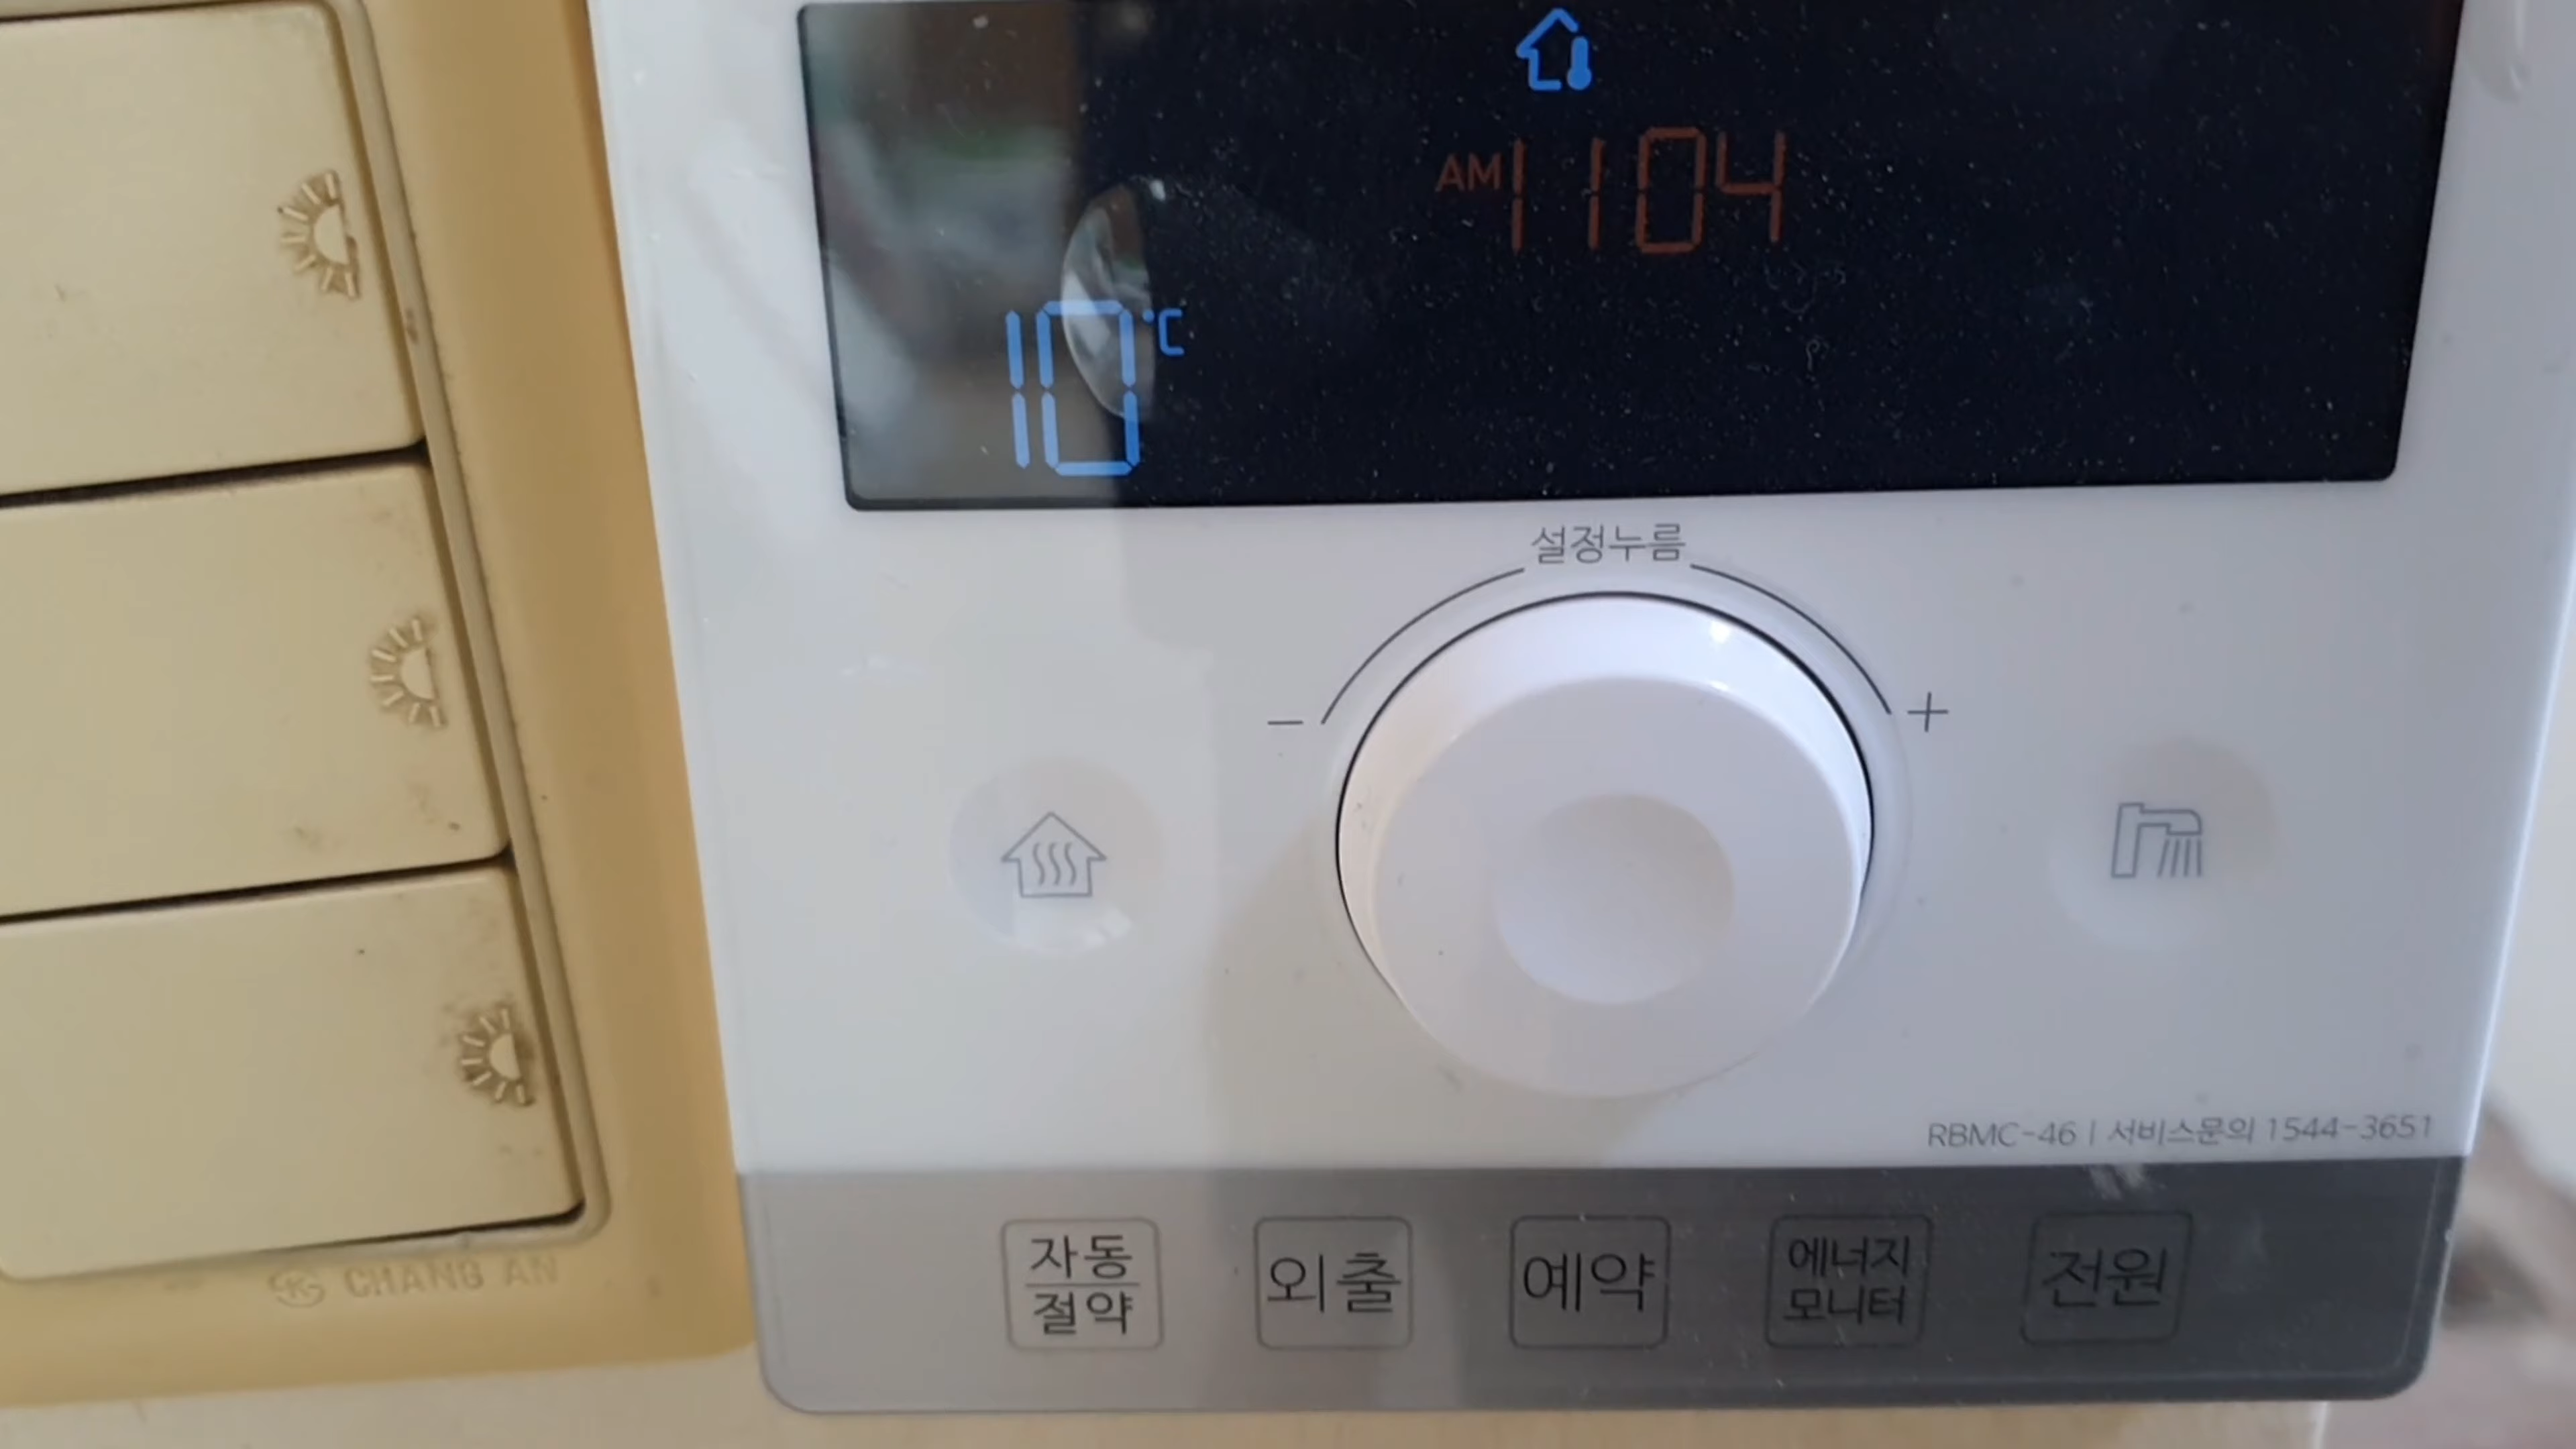 AM 1104
10℃
설정누름
− +
RBMC-46 | 서비스문의 1544-3651
자동
절약
외출
예약
에너지
모니터
전원
CHANG AN